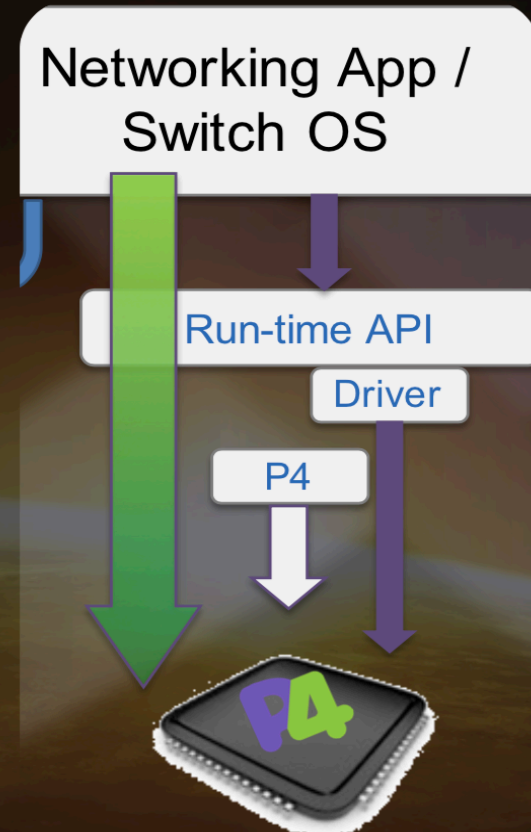 Networking App /
Switch OS
Run-time API
Driver
P4
P4